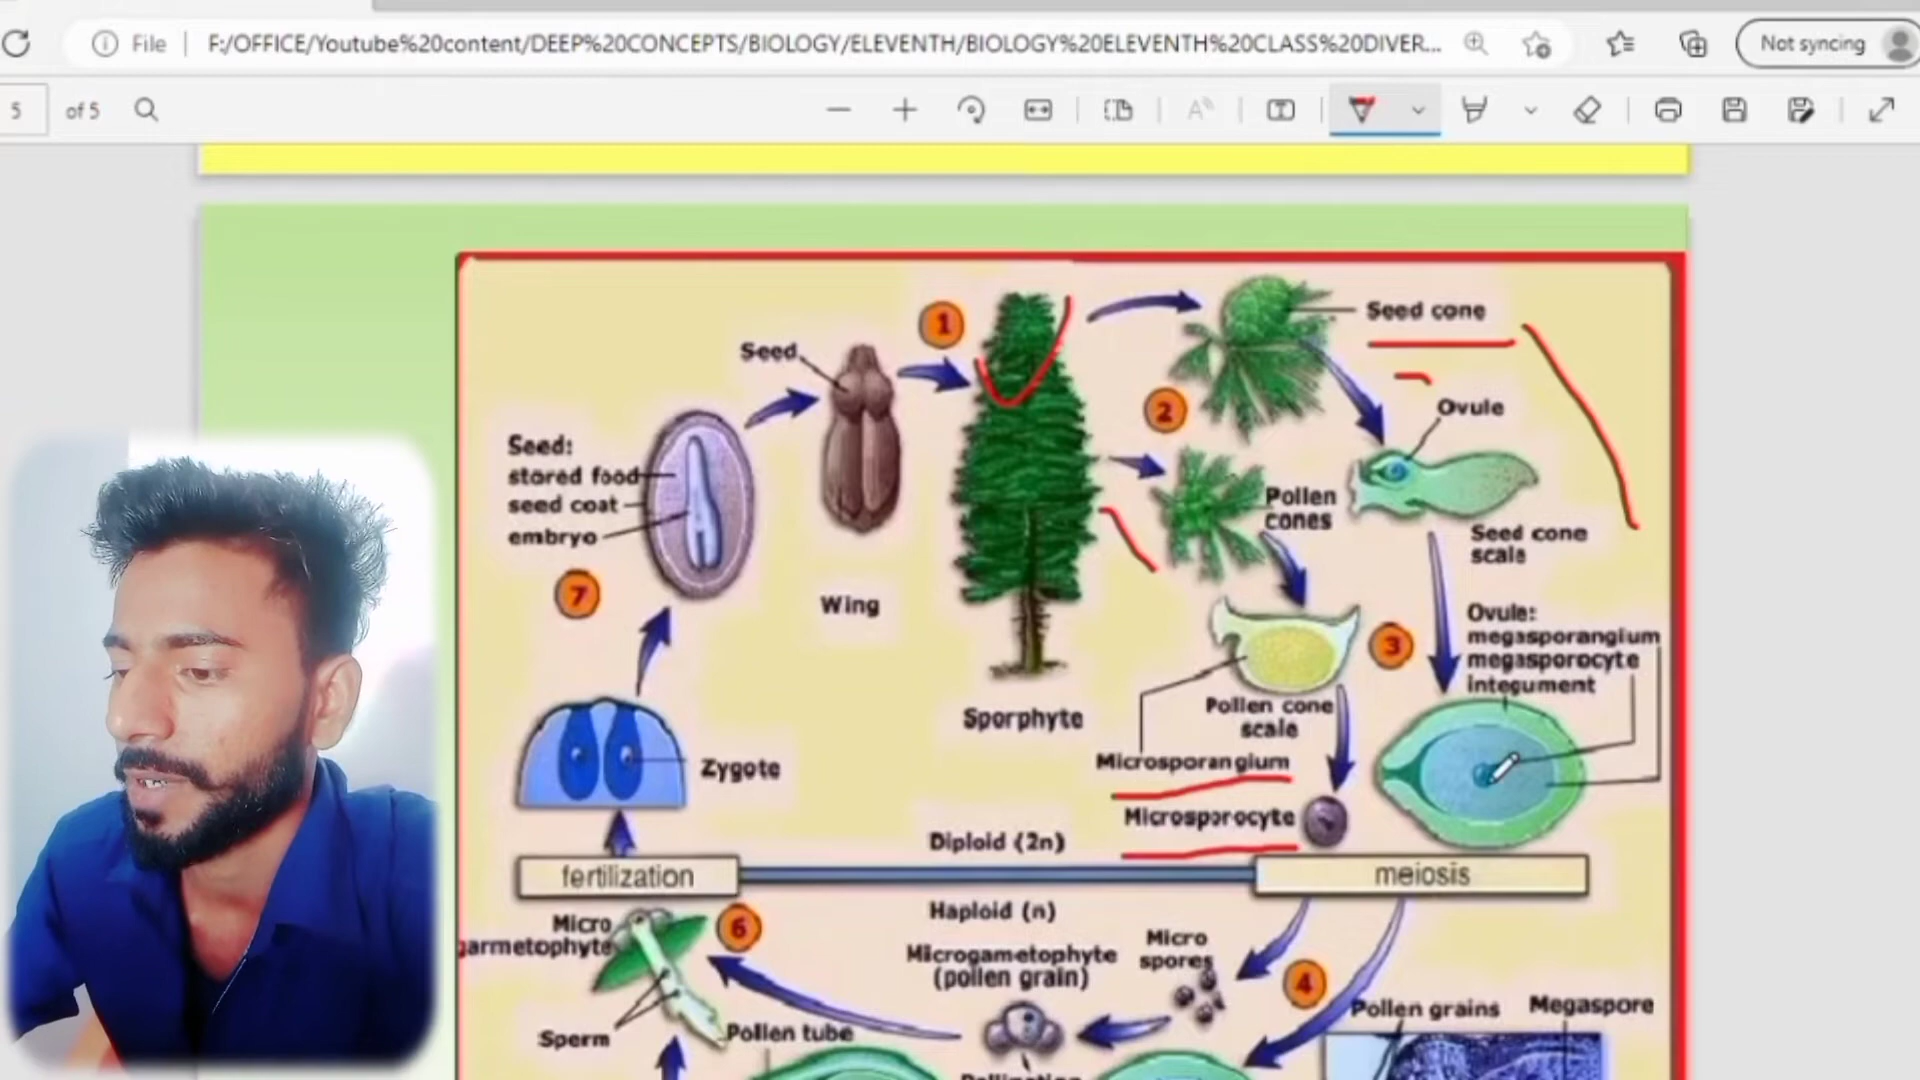 File
F:/OFFICE/Youtube%20content/DEEP%20CONCEPTS/BIOLOGY/ELEVENTH/BIOLOGY%20ELEVENTH%20CLASS%20DIVER...
Not syncing
5 of 5
1
Seed cone
Seed
2
Ovule
Seed:
stored food
seed coat
embryo
Pollen
cones
Seed cone
scale
7
Wing
Ovule:
megasporangium
megasporocyte
integument
3
Sporphyte
Pollen cone
scale
Microsporangium
Zygote
Microsporocyte
Diploid (2n)
fertilization
meiosis
Haploid (n)
Micro
garmetophyte
6
Microgametophyte
(pollen grain)
Micro
spores
4
Pollen grains
Megaspore
Sperm
Pollen tube
Pollination